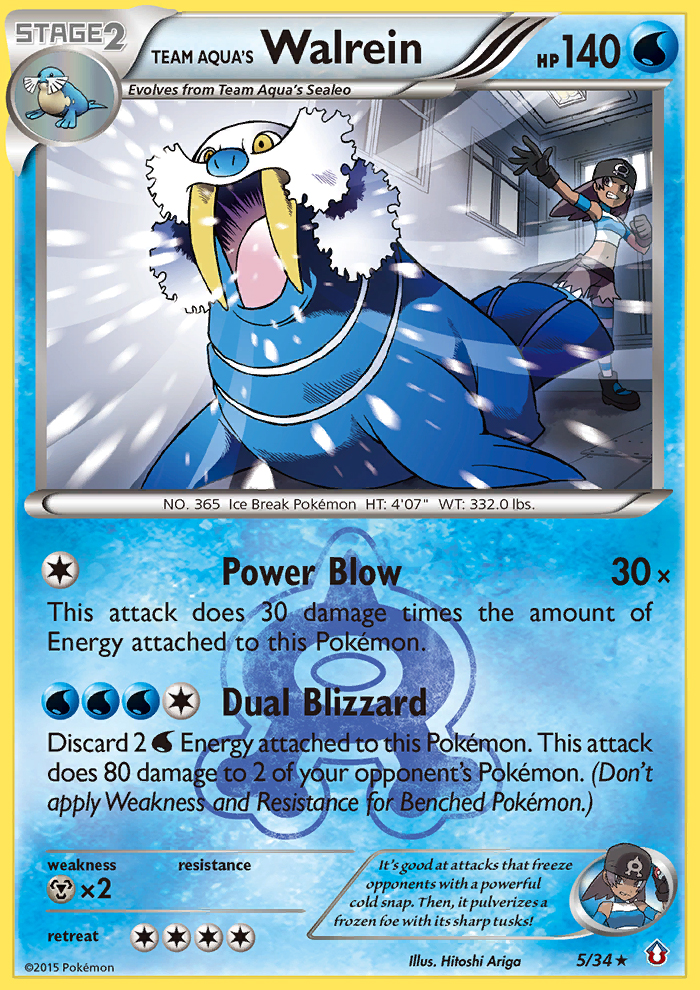 STAGE2
TEAM AQUA'S Walrein HP 140
Evolves from Team Aqua's Sealeo
NO. 365 Ice Break Pokémon HT: 4'07" WT: 332.0 lbs.
Power Blow 30×
This attack does 30 damage times the amount of
Energy attached to this Pokémon.
Dual Blizzard
Discard 2 Energy attached to this Pokémon. This attack
does 80 damage to 2 of your opponent's Pokémon. (Don't
apply Weakness and Resistance for Benched Pokémon.)
weakness resistance
×2
retreat
It's good at attacks that freeze
opponents with a powerful
cold snap. Then, it pulverizes a
frozen foe with its sharp tusks!
©2015 Pokémon
Illus. Hitoshi Ariga
5/34 ★